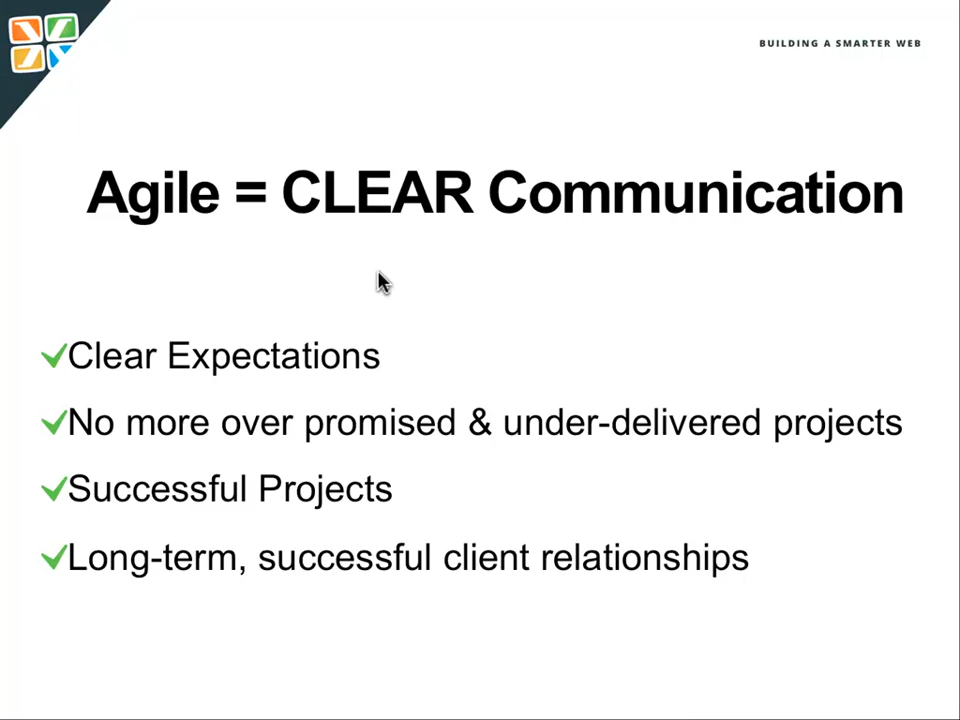 BUILDING A SMARTER WEB
Agile = CLEAR Communication
Clear Expectations
No more over promised & under-delivered projects
Successful Projects
Long-term, successful client relationships